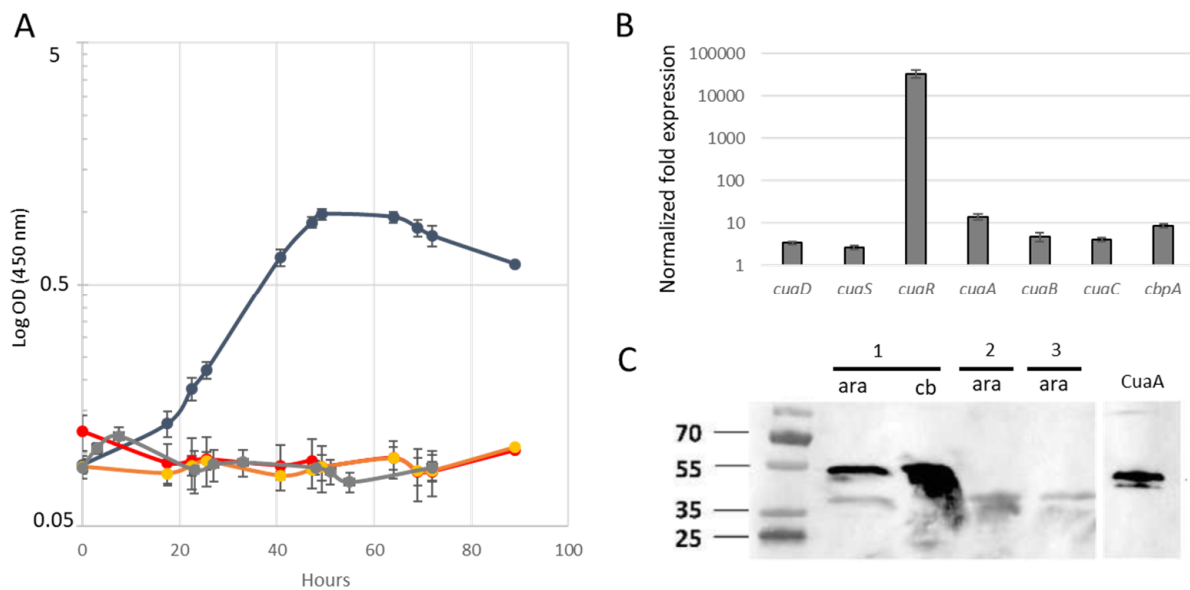 A
5
0.5
0.05
Log OD (450 nm)
0
20
40
60
80
100
Hours
B
Normalized fold expression
100000
10000
1000
100
10
1
cuaD
cuaS
cuaR
cuaA
cuaB
cuaC
cbpA
C
1
2
3
ara
cb
ara
ara
CuaA
70
55
35
25